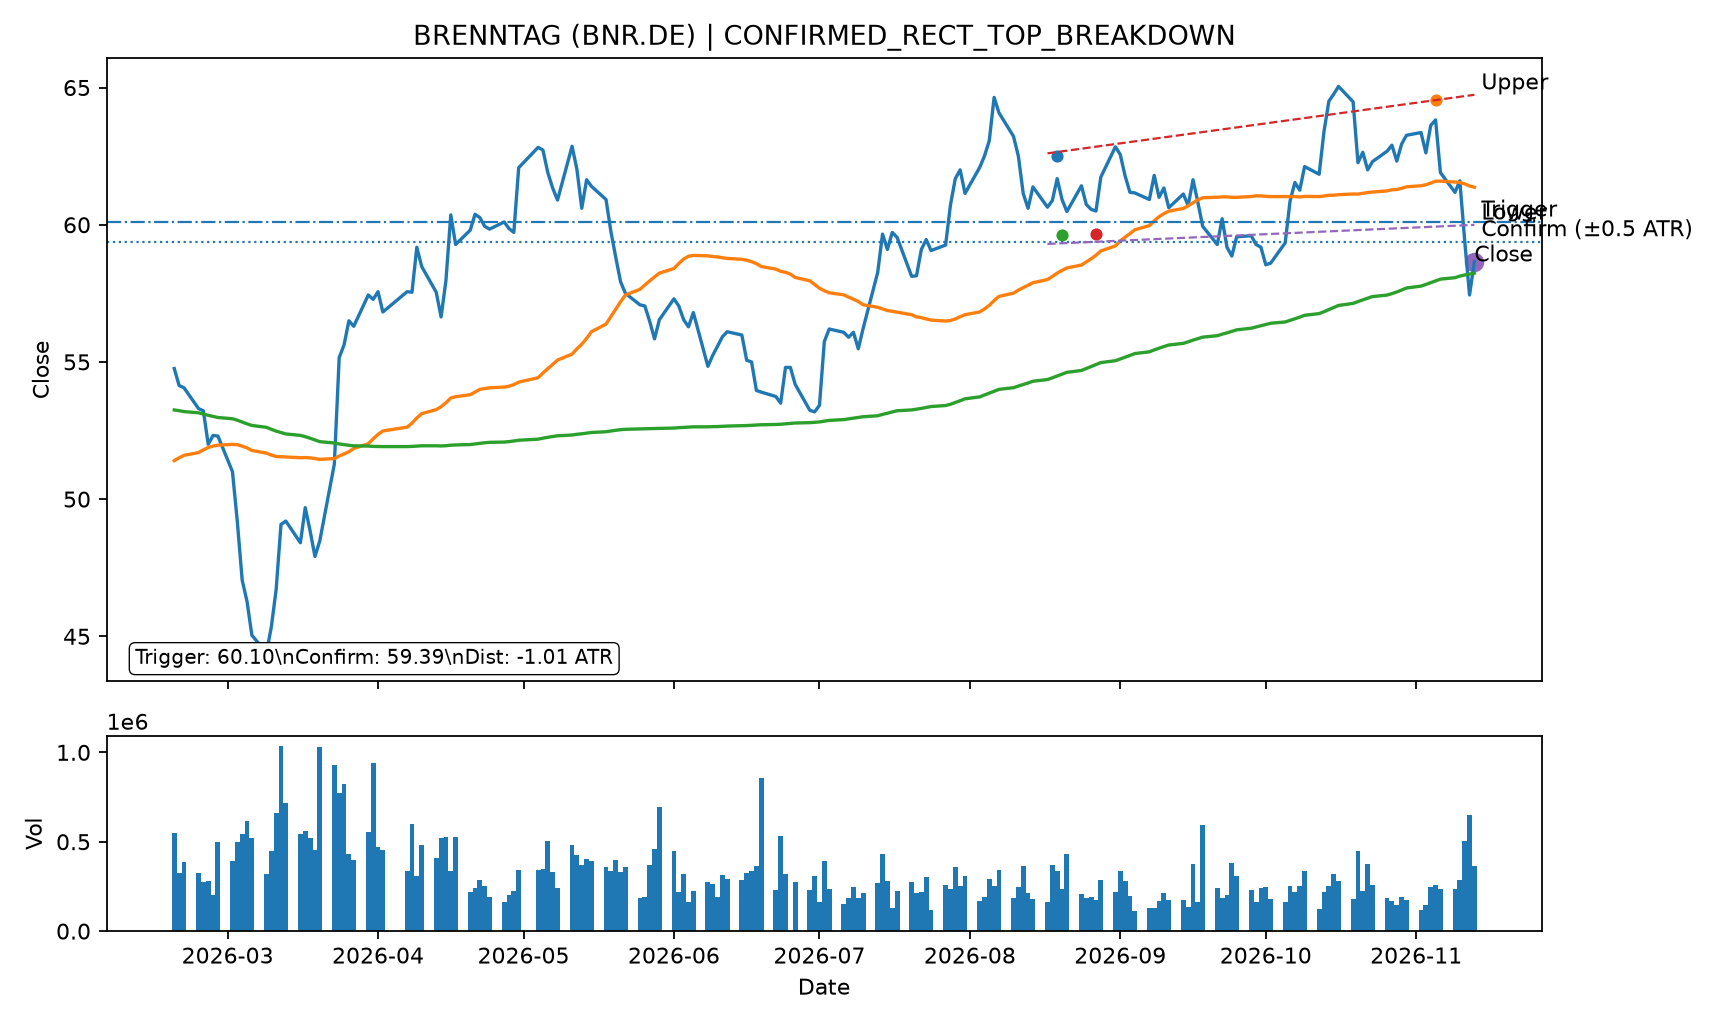 BRENNTAG (BNR.DE) | CONFIRMED_RECT_TOP_BREAKDOWN
Close
65
60
55
50
45
Upper
Trigger
Lower
Confirm (±0.5 ATR)
Close
Trigger: 60.10\nConfirm: 59.39\nDist: -1.01 ATR
1e6
Vol
1.0
0.5
0.0
2026-03 2026-04 2026-05 2026-06 2026-07 2026-08 2026-09 2026-10 2026-11
Date